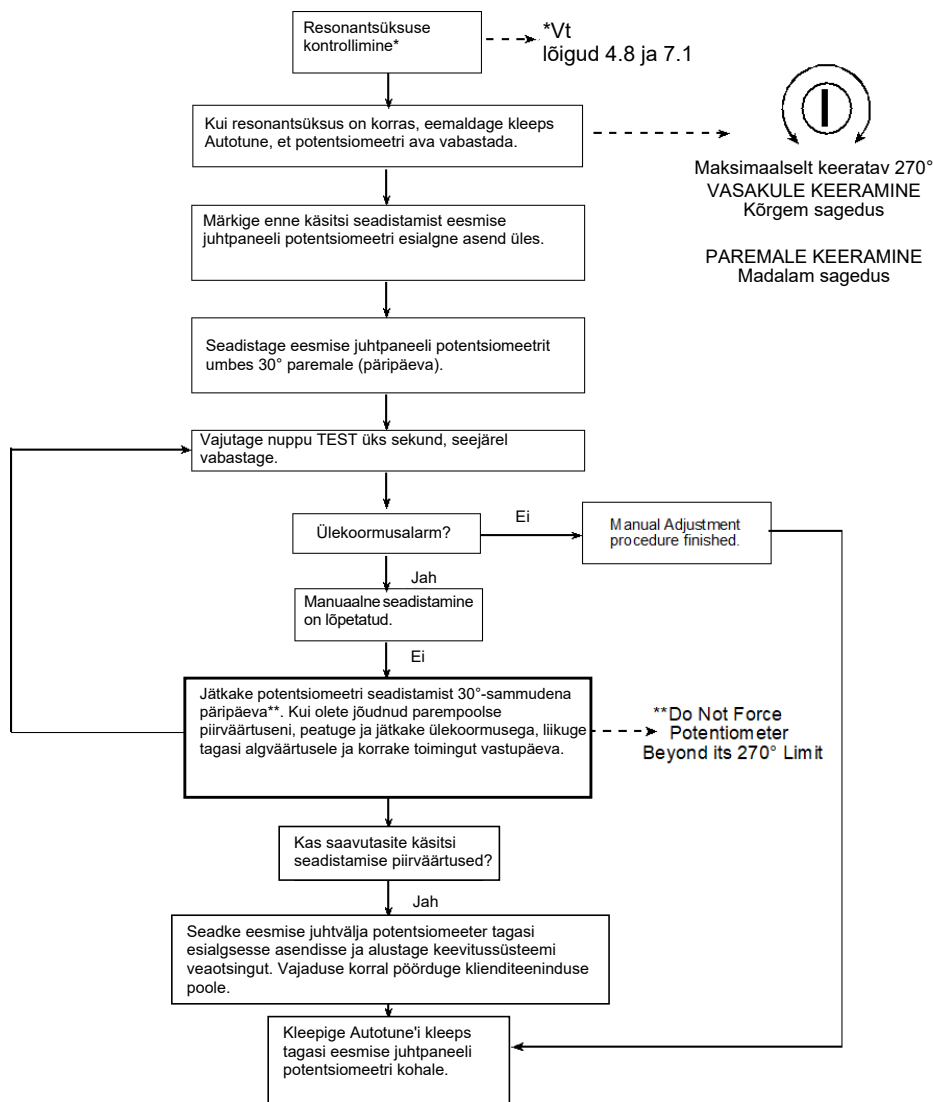 Resonantsüksuse
kontrollimine*
*Vt
lõigud 4.8 ja 7.1
Kui resonantsüksus on korras, eemaldage kleeps
Autotune, et potentsiomeetri ava vabastada.
Maksimaalselt keeratav 270°
VASAKULE KEERAMINE
Kõrgem sagedus
PAREMALE KEERAMINE
Madalam sagedus
Märkige enne käsitsi seadistamist eesmise
juhtpaneeli potentsiomeetri esialgne asend üles.
Seadistage eesmise juhtpaneeli potentsiomeetrit
umbes 30° paremale (päripäeva).
Vajutage nuppu TEST üks sekund, seejärel
vabastage.
Ülekoormusalarm?
Ei
Manual Adjustment
procedure finished.
Jah
Manuaalne seadistamine
on lõpetatud.
Ei
Jätkake potentsiomeetri seadistamist 30°-sammudena
päripäeva**. Kui olete jõudnud parempoolse
piirväärtuseni, peatuge ja jätkake ülekoormusega, liikuge
tagasi algväärtusele ja korrake toimingut vastupäeva.
**Do Not Force
Potentiometer
Beyond its 270° Limit
Kas saavutasite käsitsi
seadistamise piirväärtused?
Jah
Seadke eesmise juhtvälja potentsiomeeter tagasi
esialgsesse asendisse ja alustage keevitussüsteemi
veaotsingut. Vajaduse korral pöörduge klienditeeninduse
poole.
Kleepige Autotune'i kleeps
tagasi eesmise juhtpaneeli
potentsiomeetri kohale.